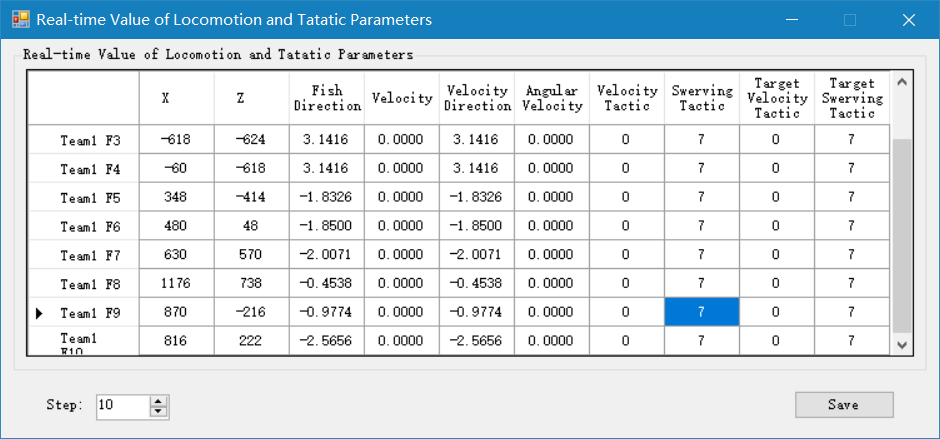 Real-time Value of Locomotion and Tatatic Parameters
Real-time Value of Locomotion and Tatatic Parameters
X Z Fish Direction Velocity Velocity Direction Angular Velocity Velocity Tactic Swerving Tactic Target Velocity Tactic Target Swerving Tactic
Team1 F3 -618 -624 3.1416 0.0000 3.1416 0.0000 0 7 0 7
Team1 F4 -60 -618 3.1416 0.0000 3.1416 0.0000 0 7 0 7
Team1 F5 348 -414 -1.8326 0.0000 -1.8326 0.0000 0 7 0 7
Team1 F6 480 48 -1.8500 0.0000 -1.8500 0.0000 0 7 0 7
Team1 F7 630 570 -2.0071 0.0000 -2.0071 0.0000 0 7 0 7
Team1 F8 1176 738 -0.4538 0.0000 -0.4538 0.0000 0 7 0 7
Team1 F9 870 -216 -0.9774 0.0000 -0.9774 0.0000 0 7 0 7
Team1 F10 816 222 -2.5656 0.0000 -2.5656 0.0000 0 7 0 7
Step: 10 Save